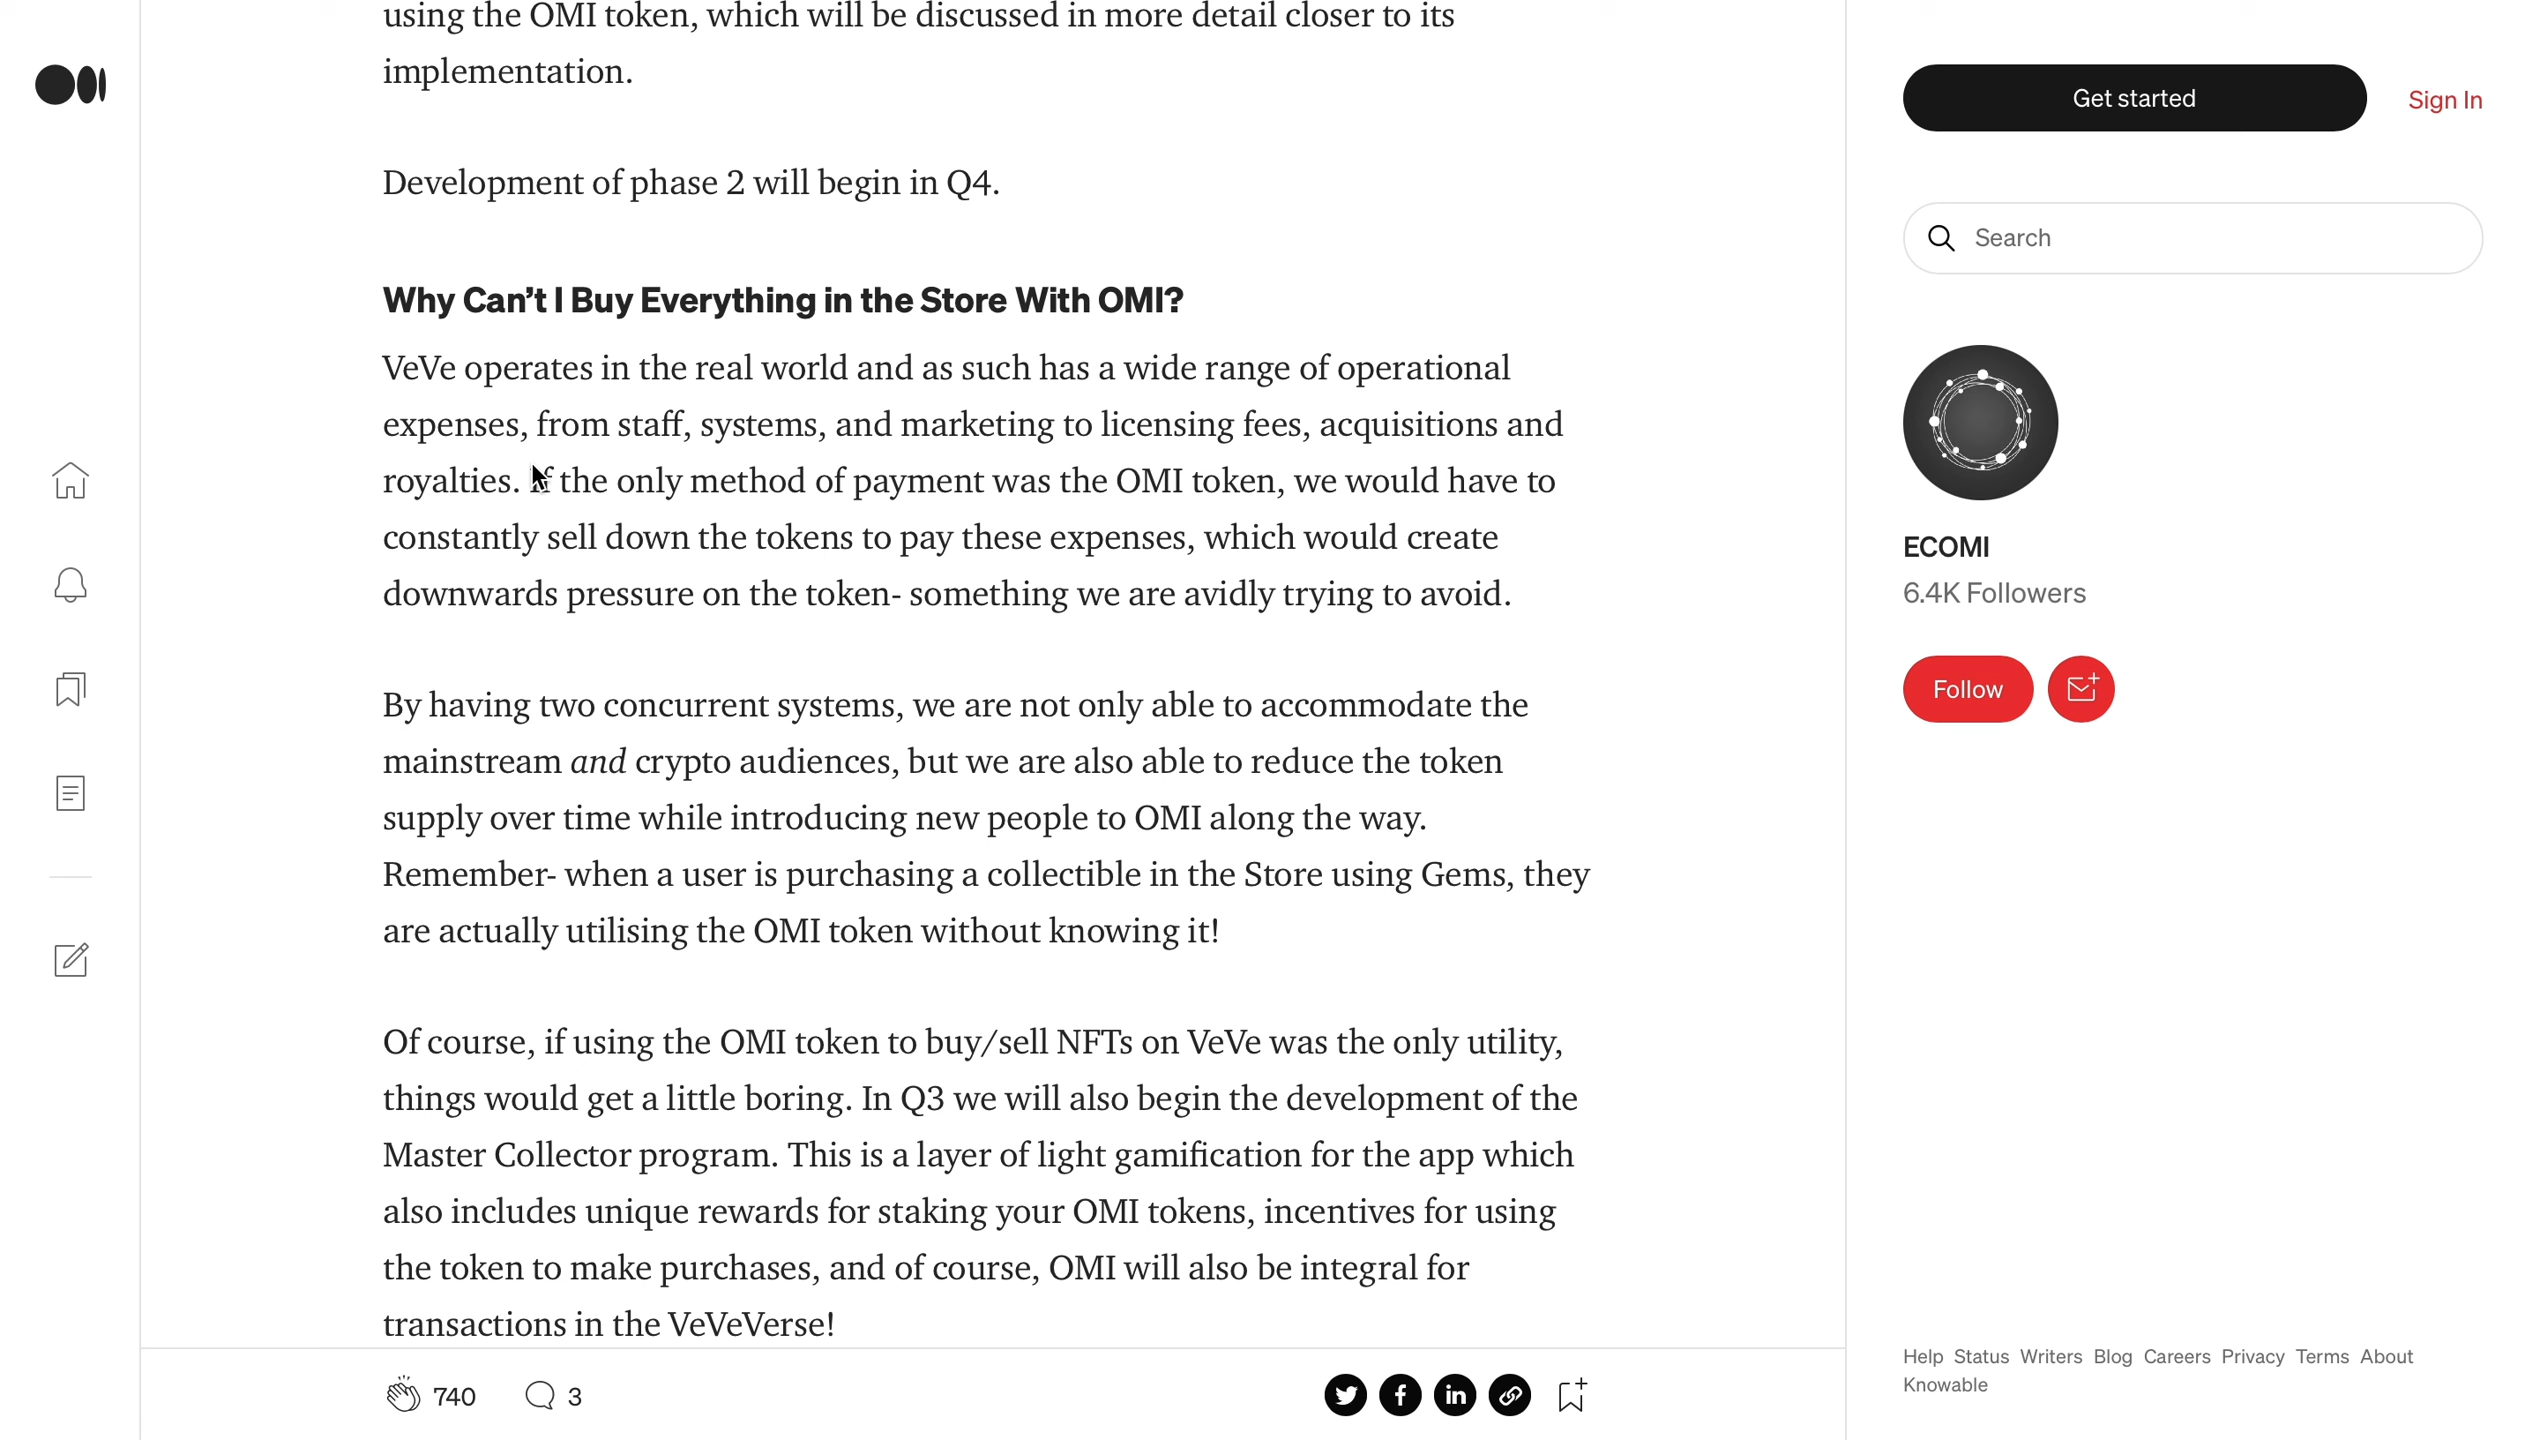 using the OMI token, which will be discussed in more detail closer to its
implementation.
Development of phase 2 will begin in Q4.
Why Can’t I Buy Everything in the Store With OMI?
VeVe operates in the real world and as such has a wide range of operational
expenses, from staff, systems, and marketing to licensing fees, acquisitions and
royalties. If the only method of payment was the OMI token, we would have to
constantly sell down the tokens to pay these expenses, which would create
downwards pressure on the token- something we are avidly trying to avoid.
By having two concurrent systems, we are not only able to accommodate the
mainstream and crypto audiences, but we are also able to reduce the token
supply over time while introducing new people to OMI along the way.
Remember- when a user is purchasing a collectible in the Store using Gems, they
are actually utilising the OMI token without knowing it!
Of course, if using the OMI token to buy/sell NFTs on VeVe was the only utility,
things would get a little boring. In Q3 we will also begin the development of the
Master Collector program. This is a layer of light gamification for the app which
also includes unique rewards for staking your OMI tokens, incentives for using
the token to make purchases, and of course, OMI will also be integral for
transactions in the VeVeVerse!
740
3
Get started
Sign In
Search
ECOMI
6.4K Followers
Follow
Help Status Writers Blog Careers Privacy Terms About
Knowable